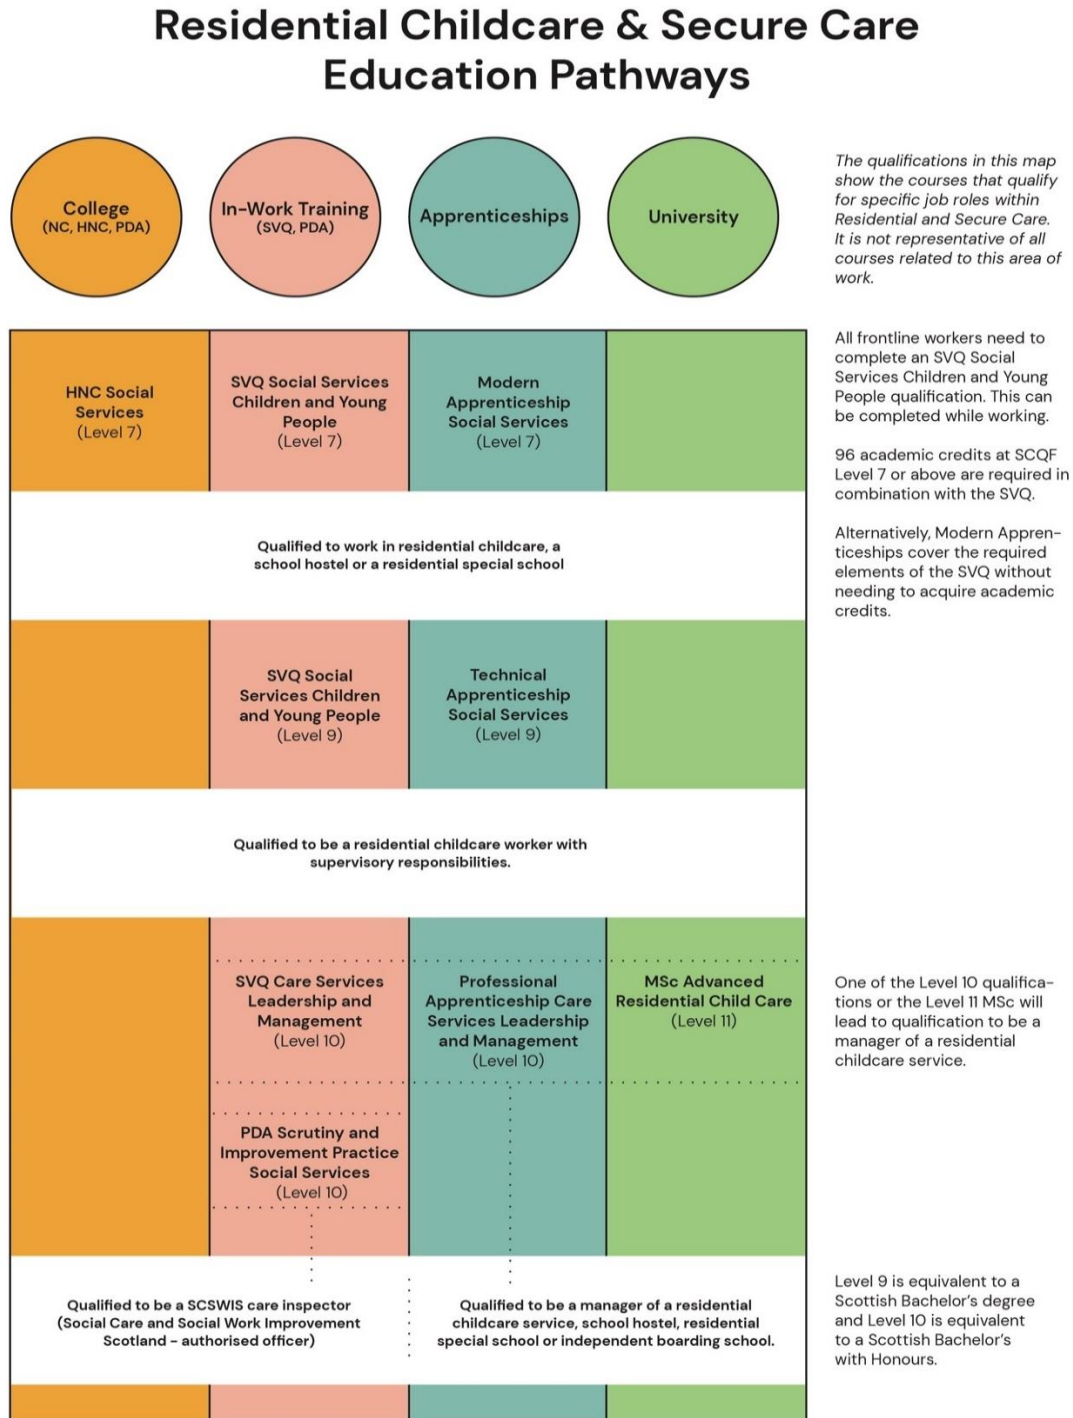 Residential Childcare & Secure Care
Education Pathways
College
(NC, HNC, PDA)
In-Work Training
(SVQ, PDA)
Apprenticeships
University
The qualifications in this map
show the courses that qualify
for specific job roles within
Residential and Secure Care.
It is not representative of all
courses related to this area of
work.
HNC Social
Services
(Level 7)
SVQ Social Services
Children and Young
People
(Level 7)
Modern
Apprenticeship
Social Services
(Level 7)
All frontline workers need to
complete an SVQ Social
Services Children and Young
People qualification. This can
be completed while working.
96 academic credits at SCQF
Level 7 or above are required in
combination with the SVQ.
Alternatively, Modern Appren-
ticeships cover the required
elements of the SVQ without
needing to acquire academic
credits.
Qualified to work in residential childcare, a
school hostel or a residential special school
SVQ Social
Services Children
and Young People
(Level 9)
Technical
Apprenticeship
Social Services
(Level 9)
Qualified to be a residential childcare worker with
supervisory responsibilities.
SVQ Care Services
Leadership and
Management
(Level 10)
Professional
Apprenticeship Care
Services Leadership
and Management
(Level 10)
MSc Advanced
Residential Child Care
(Level 11)
One of the Level 10 qualifica-
tions or the Level 11 MSc will
lead to qualification to be a
manager of a residential
childcare service.
PDA Scrutiny and
Improvement Practice
Social Services
(Level 10)
Qualified to be a SCSWIS care inspector
(Social Care and Social Work Improvement
Scotland – authorised officer)
Qualified to be a manager of a residential
childcare service, school hostel, residential
special school or independent boarding school.
Level 9 is equivalent to a
Scottish Bachelor's degree
and Level 10 is equivalent
to a Scottish Bachelor's
with Honours.